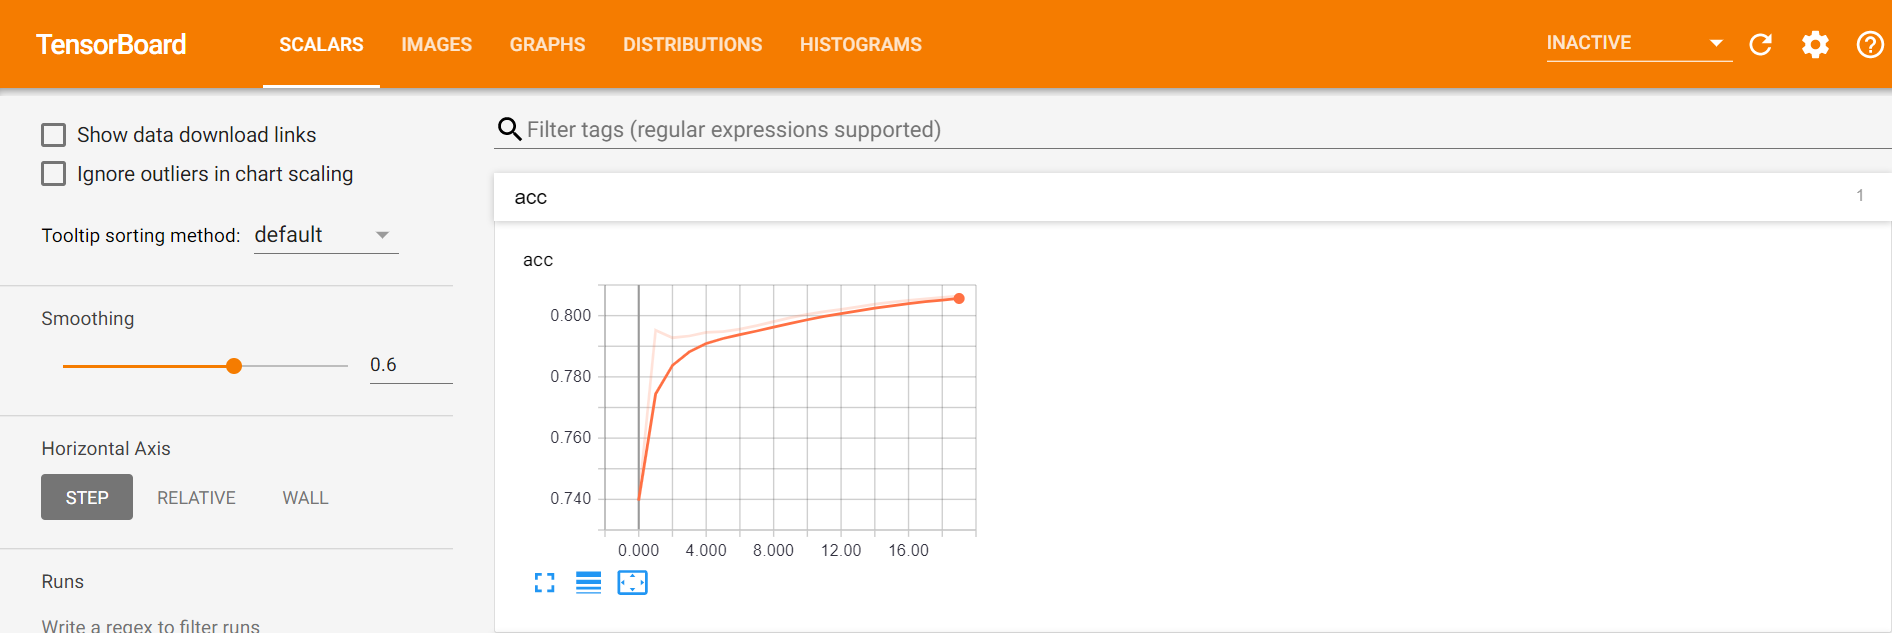 TensorBoard SCALARS IMAGES GRAPHS DISTRIBUTIONS HISTOGRAMS INACTIVE
Show data download links
Ignore outliers in chart scaling
Tooltip sorting method: default
Smoothing
0.6
Horizontal Axis
STEP RELATIVE WALL
Runs
Write a regex to filter runs
Filter tags (regular expressions supported)
acc 1
acc
0.800
0.780
0.760
0.740
0.000 4.000 8.000 12.00 16.00